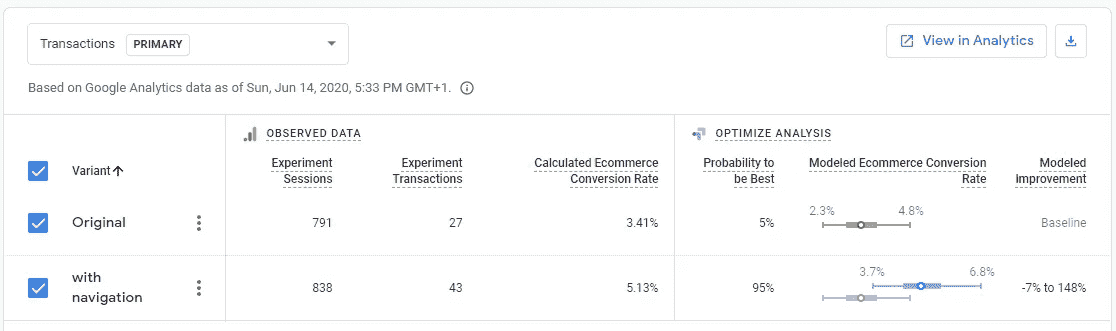 Transactions PRIMARY
View in Analytics
Based on Google Analytics data as of Sun, Jun 14, 2020, 5:33 PM GMT+1.
OBSERVED DATA
OPTIMIZE ANALYSIS
Variant
Experiment
Sessions
Experiment
Transactions
Calculated Ecommerce
Conversion Rate
Probability to
be Best
Modeled Ecommerce Conversion
Rate
Modeled
Improvement
Original
791
27
3.41%
5%
2.3% 4.8%
Baseline
with
navigation
838
43
5.13%
95%
3.7% 6.8%
-7% to 148%